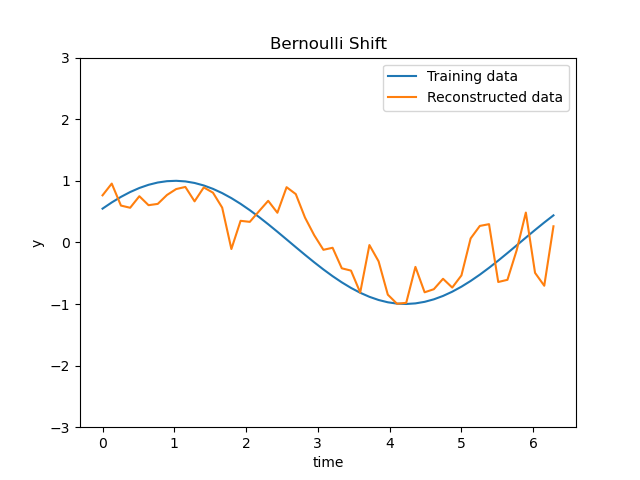 Bernoulli Shift
Training data
Reconstructed data
3
2
1
0
−1
−2
−3
y
0 1 2 3 4 5 6
time